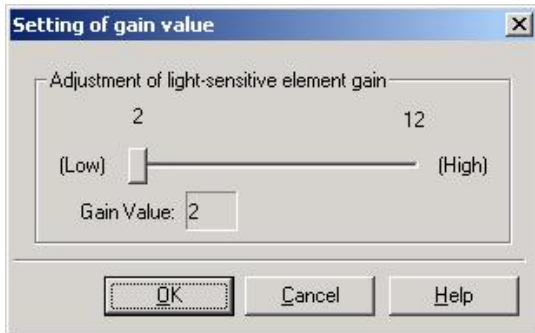 Setting of gain value
Adjustment of light-sensitive element gain
2 12
(Low) (High)
Gain Value: 2
OK Cancel Help